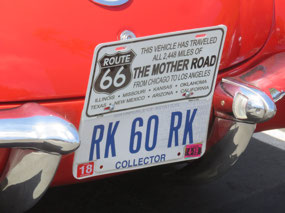 THIS VEHICLE HAS TRAVELED
ALL 2,448 MILES OF
ROUTE
66
THE MOTHER ROAD
FROM CHICAGO TO LOS ANGELES
ILLINOIS • MISSOURI • KANSAS • OKLAHOMA
TEXAS • NEW MEXICO • ARIZONA • CALIFORNIA
RK 60 RK
18
COLLECTOR